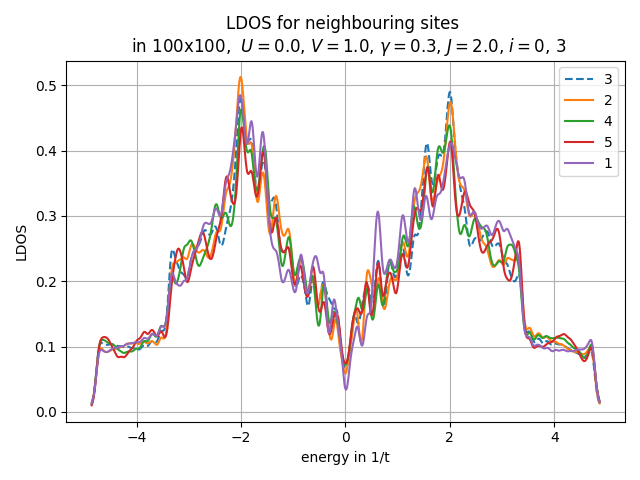 LDOS for neighbouring sites
in 100x100, U = 0.0, V = 1.0, γ = 0.3, J = 2.0, i = 0, 3
LDOS
0.5
0.4
0.3
0.2
0.1
0.0
3
2
4
5
1
−4 −2 0 2 4
energy in 1/t